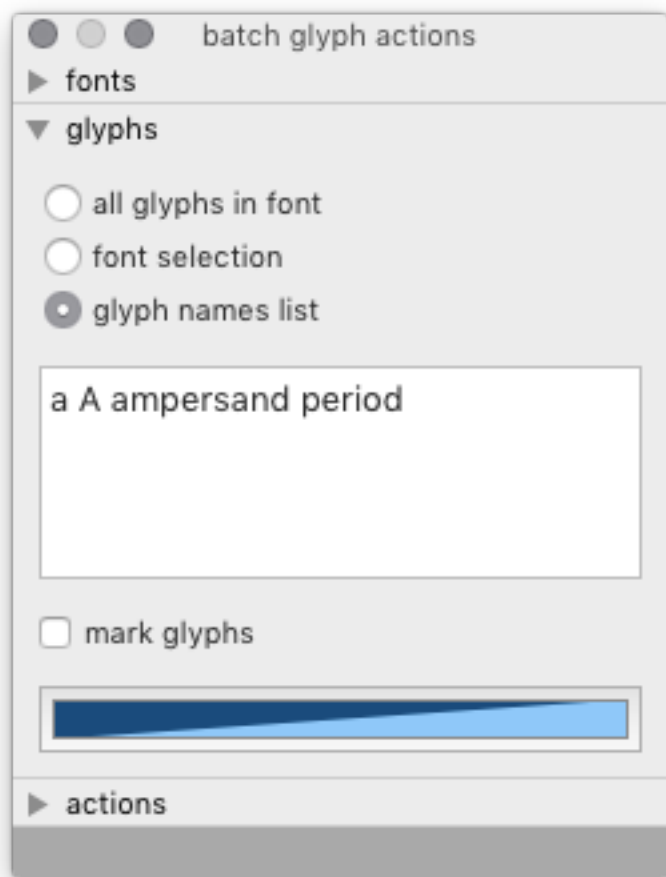 batch glyph actions
fonts
glyphs
all glyphs in font
font selection
glyph names list
a A ampersand period
mark glyphs
actions